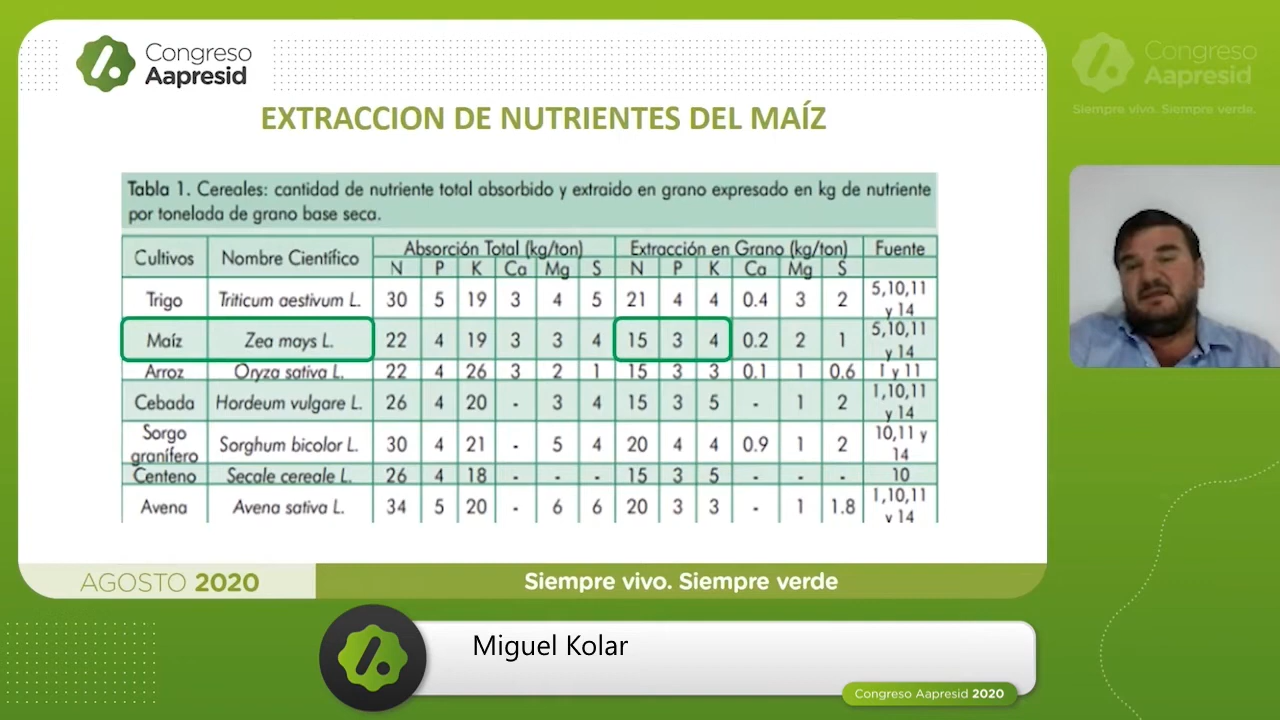 Congreso
Aapresid
EXTRACCION DE NUTRIENTES DEL MAÍZ
Tabla 1. Cereales: cantidad de nutriente total absorbido y extraido en grano expresado en kg de nutriente
por tonelada de grano base seca.
Cultivos Nombre Científico Absorción Total (kg/ton) Extracción en Grano (kg/ton) Fuente
N P K Ca Mg S N P K Ca Mg S
Trigo Triticum aestivum L. 30 5 19 3 4 5 21 4 4 0.4 3 2 5,10,11 y 14
Maíz Zea mays L. 22 4 19 3 3 4 15 3 4 0.2 2 1 5,10,11 y 14
Arroz Oryza sativa L. 22 4 26 3 2 1 15 3 3 0.1 1 0.6 1 y 11
Cebada Hordeum vulgare L. 26 4 20 - 3 4 15 3 5 - 1 2 1,10,11 y 14
Sorgo granífero Sorghum bicolor L. 30 4 21 - 5 4 20 4 4 0.9 1 2 10,11 y 14
Centeno Secale cereale L. 26 4 18 - - - 15 3 5 - - - 10
Avena Avena sativa L. 34 5 20 - 6 6 20 3 3 - 1 1.8 1,10,11 y 14
AGOSTO 2020
Siempre vivo. Siempre verde
Congreso
Aapresid
Siempre vivo. Siempre verde.
Miguel Kolar
Congreso Aapresid 2020